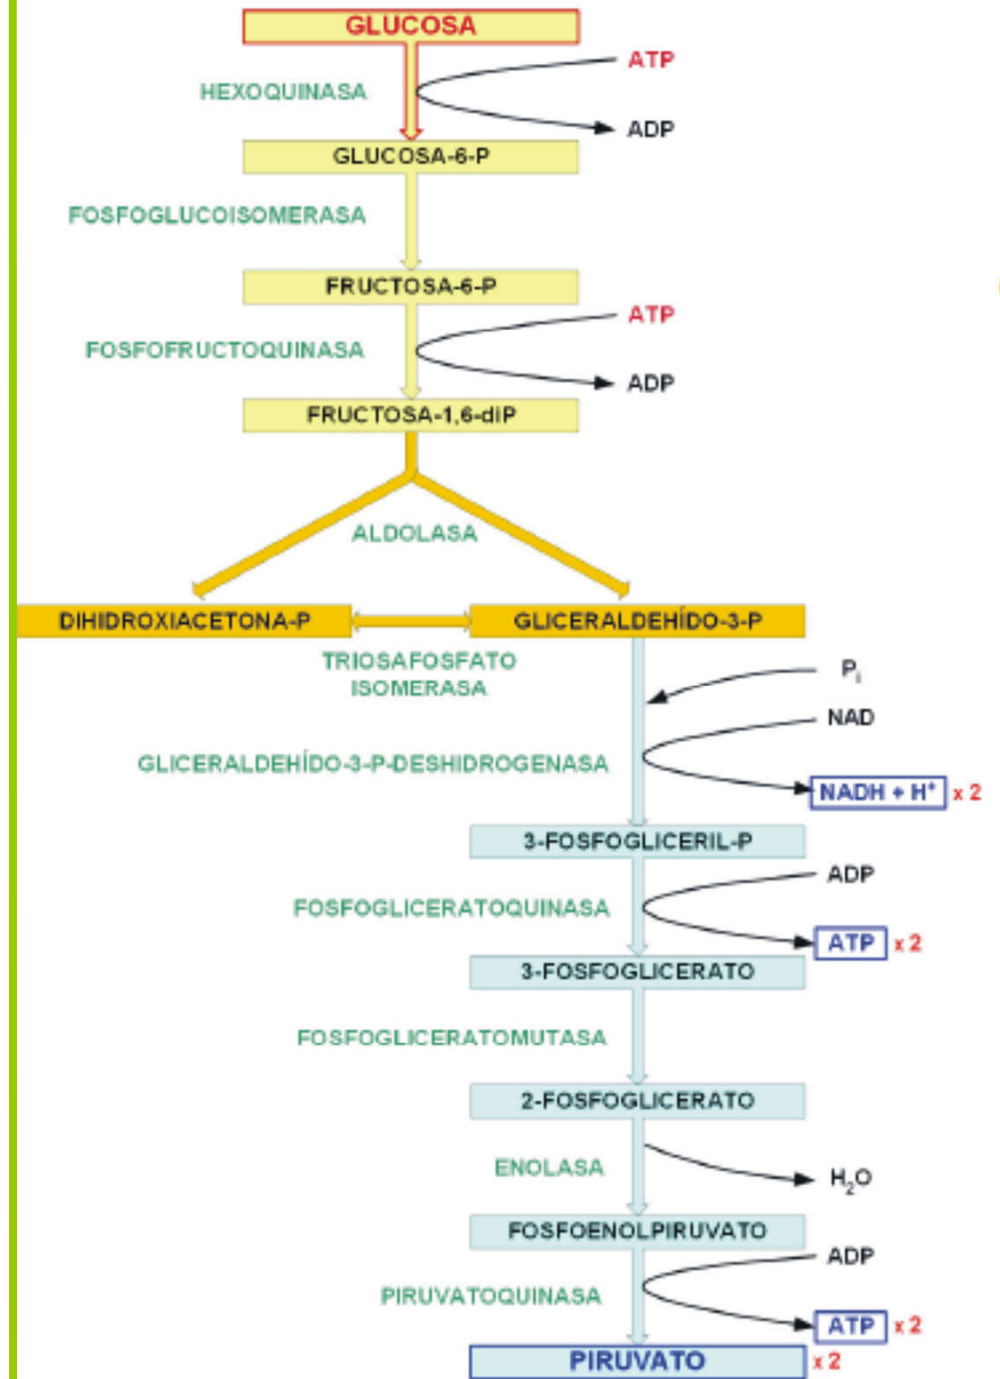 GLUCOSA
ATP
HEXOQUINASA
ADP
GLUCOSA-6-P
FOSFOGLUCOISOMERASA
FRUCTOSA-6-P
ATP
FOSFOFRUCTOQUINASA
ADP
FRUCTOSA-1,6-diP
ALDOLASA
DIHIDROXIACETONA-P
GLICERALDEHÍDO-3-P
TRIOSAFOSFATO
ISOMERASA
Pᵢ
NAD
GLICERALDEHÍDO-3-P-DESHIDROGENASA
NADH + H⁺ x 2
3-FOSFOGLICERIL-P
ADP
FOSFOGLICERATOQUINASA
ATP x 2
3-FOSFOGLICERATO
FOSFOGLICERATOMUTASA
2-FOSFOGLICERATO
ENOLASA
H₂O
FOSFOENOLPIRUVATO
ADP
PIRUVATOQUINASA
ATP x 2
PIRUVATO x 2